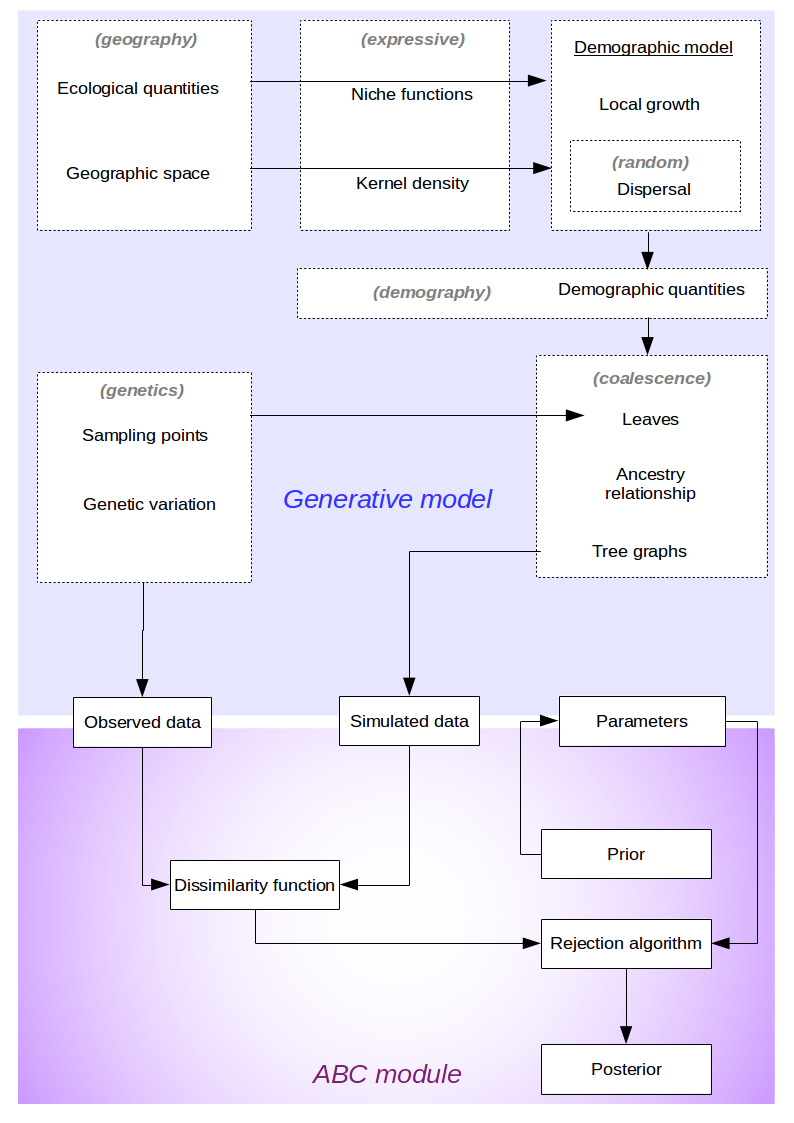 (geography)
Ecological quantities
Geographic space
(expressive)
Niche functions
Kernel density
Demographic model
Local growth
(random)
Dispersal
(demography)
Demographic quantities
(genetics)
Sampling points
Genetic variation
(coalescence)
Leaves
Ancestry
relationship
Tree graphs
Generative model
Observed data
Simulated data
Parameters
Prior
Dissimilarity function
Rejection algorithm
Posterior
ABC module